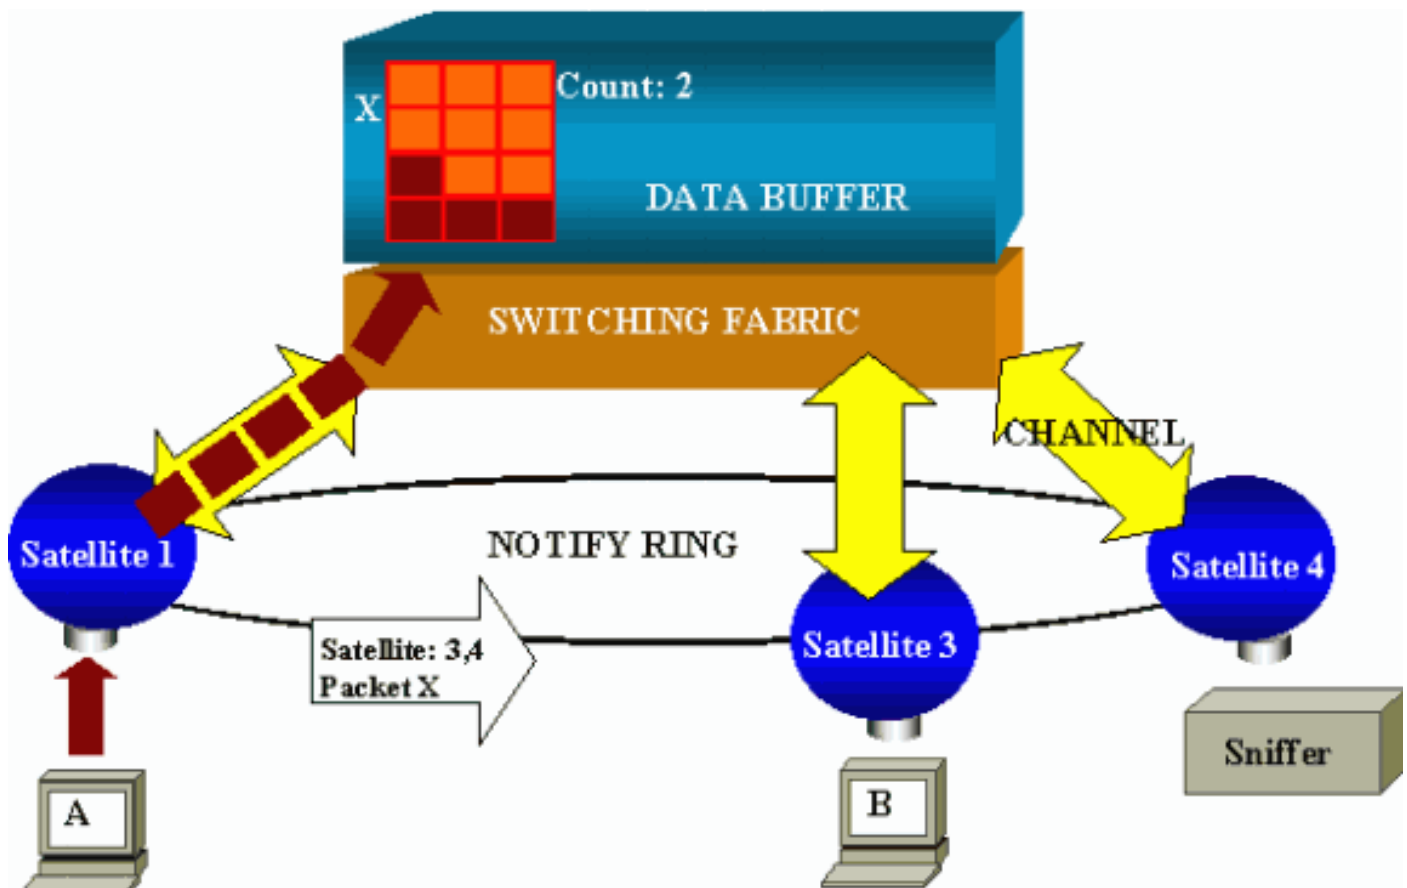 X
Count: 2
DATA BUFFER
SWITCHING FABRIC
CHANNEL
Satellite 1
NOTIFY RING
Satellite 4
Satellite: 3,4
Packet X
Satellite 3
Sniffer
A
B